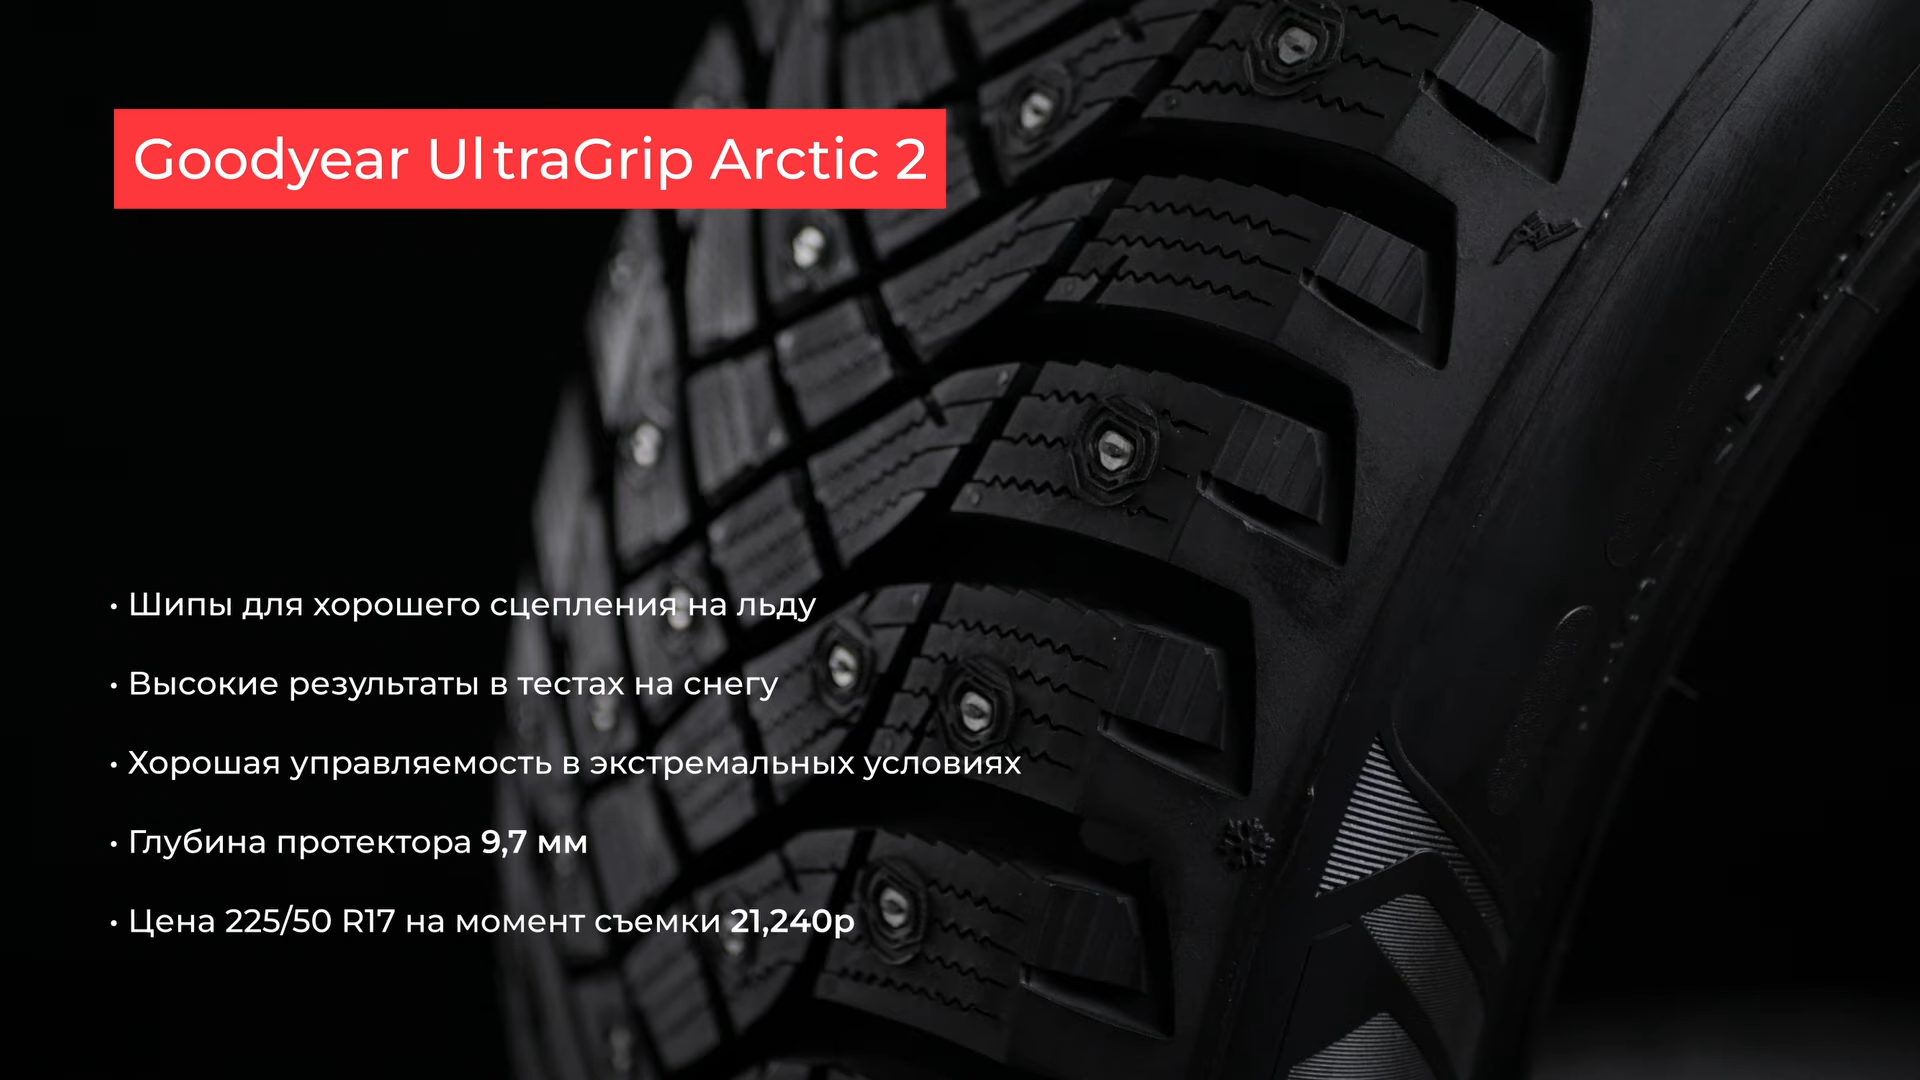 Goodyear UltraGrip Arctic 2
• Шипы для хорошего сцепления на льду
• Высокие результаты в тестах на снегу
• Хорошая управляемость в экстремальных условиях
• Глубина протектора 9,7 мм
• Цена 225/50 R17 на момент съемки 21,240р